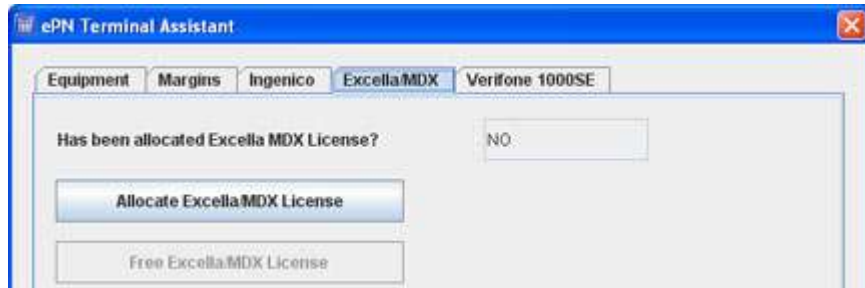 ePN Terminal Assistant
Equipment Margins Ingenico Excella/MDX Verifone 1000SE
Has been allocated Excella MDX License? NO
Allocate Excella/MDX License
Free Excella/MDX License